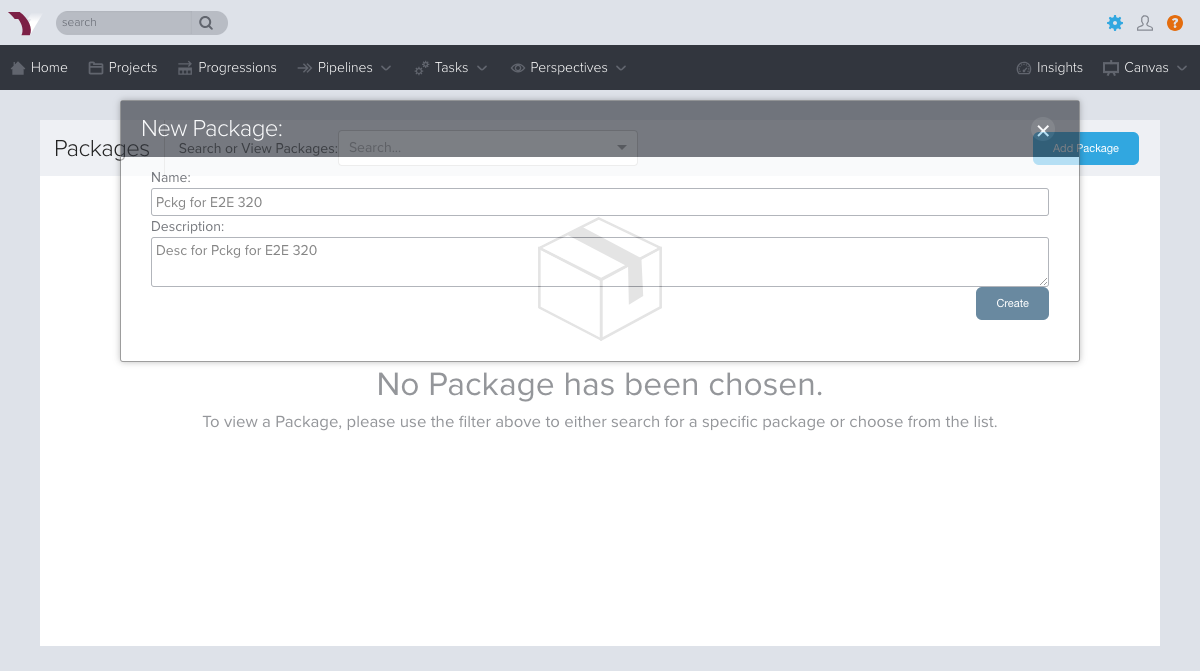 search
?
Home Projects Progressions Pipelines Tasks Perspectives Insights Canvas
New Package:
Packages Search or View Packages: Search... Add Package
Name:
Pckg for E2E 320
Description:
Desc for Pckg for E2E 320
Create
No Package has been chosen.
To view a Package, please use the filter above to either search for a specific package or choose from the list.